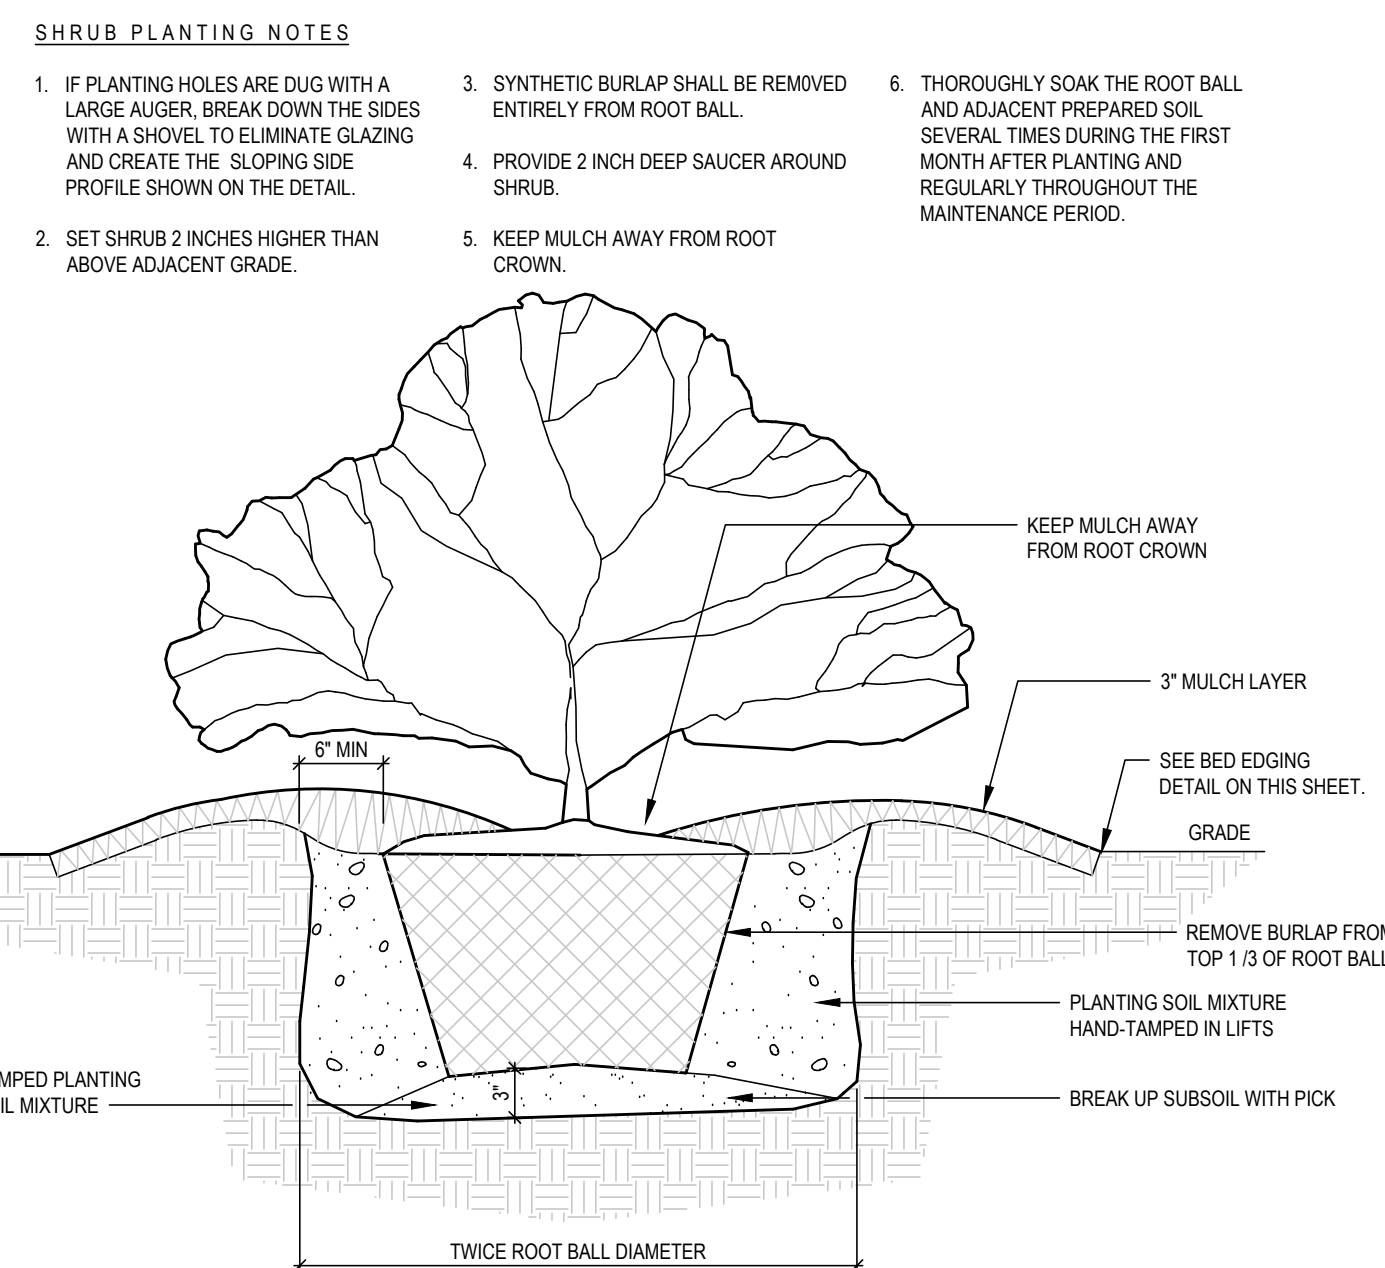 SHRUB PLANTING NOTES
1. IF PLANTING HOLES ARE DUG WITH A
LARGE AUGER, BREAK DOWN THE SIDES
WITH A SHOVEL TO ELIMINATE GLAZING
AND CREATE THE SLOPING SIDE
PROFILE SHOWN ON THE DETAIL.
2. SET SHRUB 2 INCHES HIGHER THAN
ABOVE ADJACENT GRADE.
3. SYNTHETIC BURLAP SHALL BE REM0VED
ENTIRELY FROM ROOT BALL.
4. PROVIDE 2 INCH DEEP SAUCER AROUND
SHRUB.
5. KEEP MULCH AWAY FROM ROOT
CROWN.
6. THOROUGHLY SOAK THE ROOT BALL
AND ADJACENT PREPARED SOIL
SEVERAL TIMES DURING THE FIRST
MONTH AFTER PLANTING AND
REGULARLY THROUGHOUT THE
MAINTENANCE PERIOD.
KEEP MULCH AWAY
FROM ROOT CROWN
3" MULCH LAYER
6" MIN
SEE BED EDGING
DETAIL ON THIS SHEET.
GRADE
REMOVE BURLAP FROM
TOP 1 /3 OF ROOT BALL
PLANTING SOIL MIXTURE
HAND-TAMPED IN LIFTS
MPED PLANTING
IL MIXTURE
3"
BREAK UP SUBSOIL WITH PICK
TWICE ROOT BALL DIAMETER